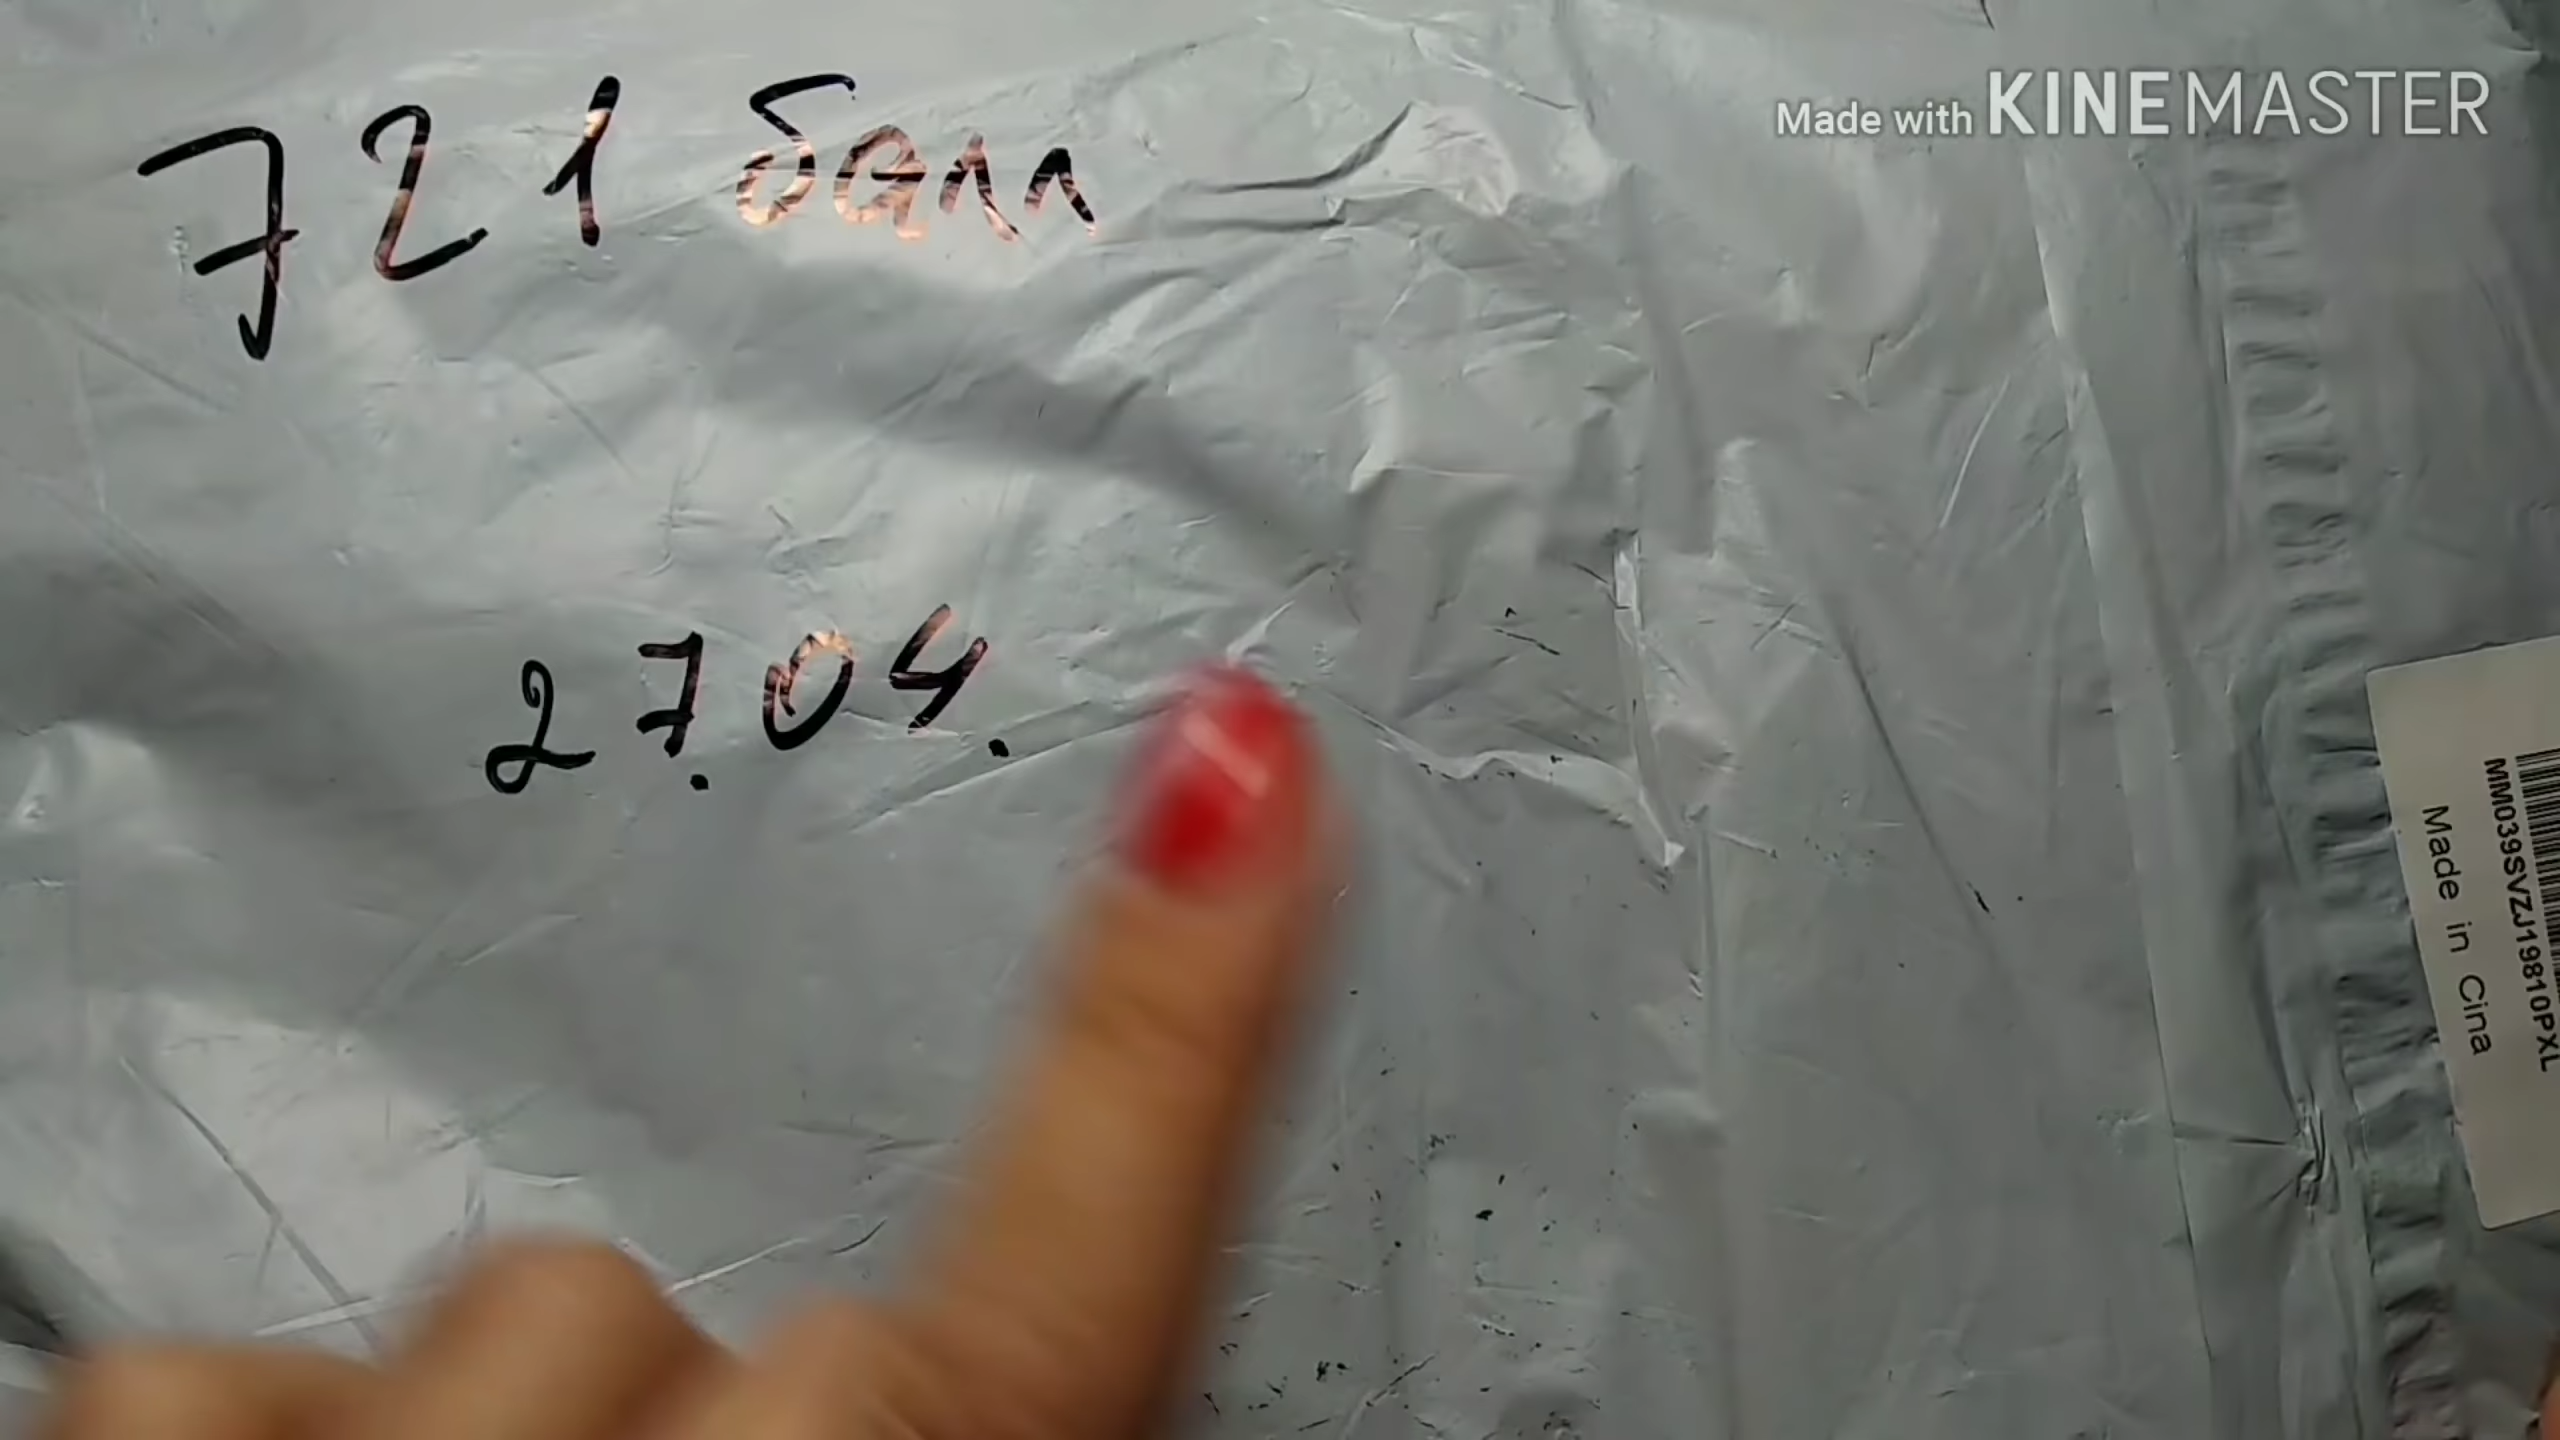 Made with KINEMASTER
721 балл
27.04.
MM039SVZJ19810PXL
Made in Cina